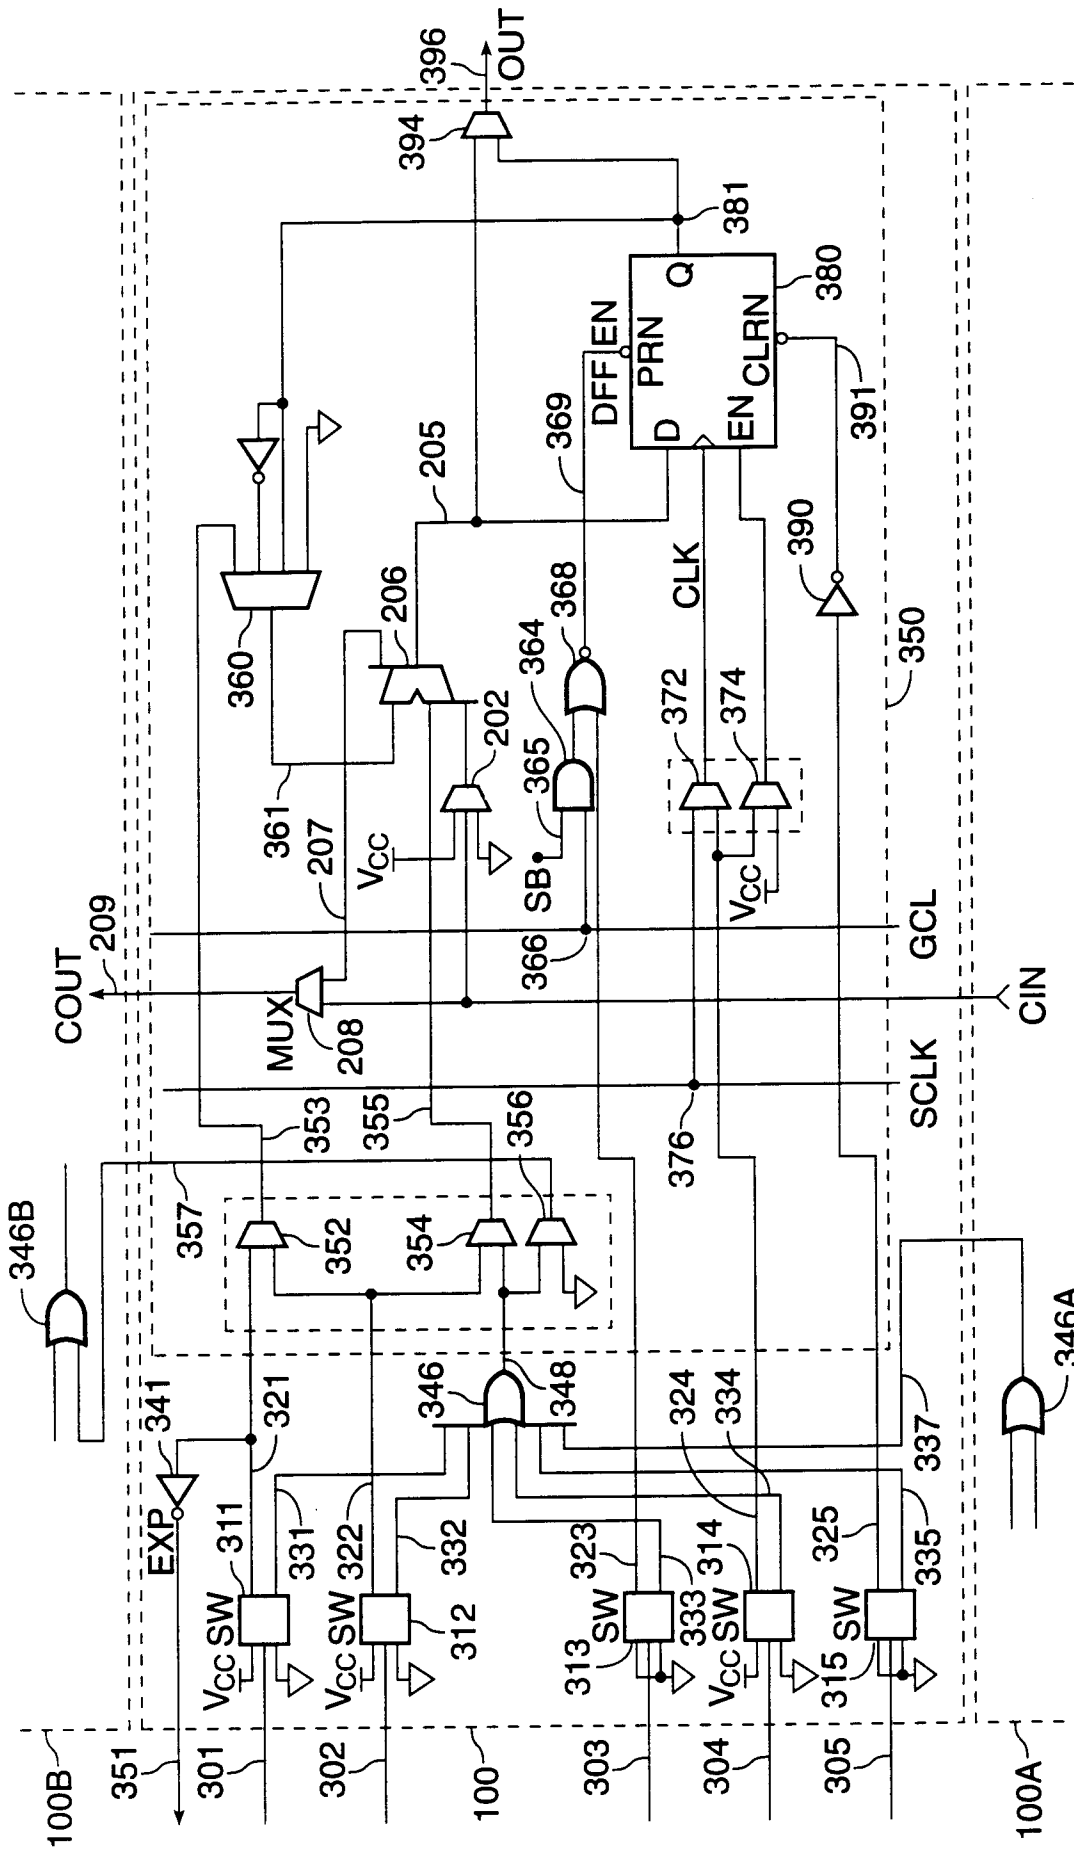 100B
351
301
302
100
303
304
305
100A
EXP
341
VCC
SW
311
321
331
VCC
SW
312
322
332
SW
313
323
333
VCC
SW
314
324
334
SW
315
325
335
337
346
348
346A
346B
357
352
353
354
355
356
376
SCLK
COUT
209
MUX
208
CIN
207
GCL
366
361
360
VCC
202
206
205
SB
365
364
368
369
DFF EN
VCC
372
374
CLK
390
350
391
D
PRN
Q
EN
CLRN
380
381
394
396
OUT